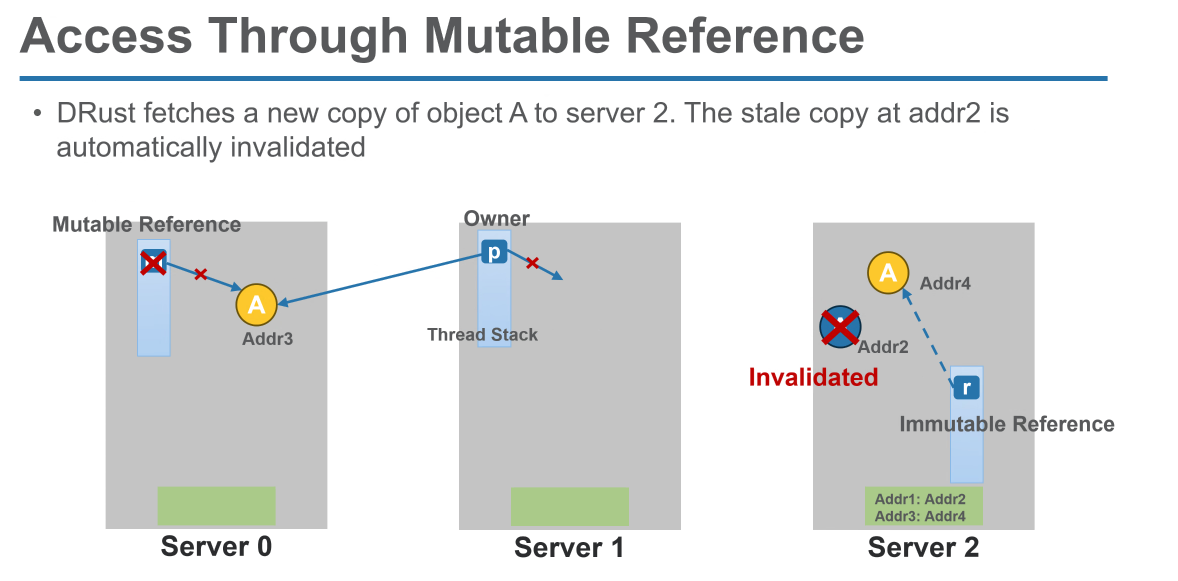 Access Through Mutable Reference
• DRust fetches a new copy of object A to server 2. The stale copy at addr2 is
automatically invalidated
Mutable Reference
A
Addr3
Server 0
Owner
p
Thread Stack
Server 1
A
Addr4
Addr2
Invalidated
r
Immutable Reference
Addr1: Addr2
Addr3: Addr4
Server 2